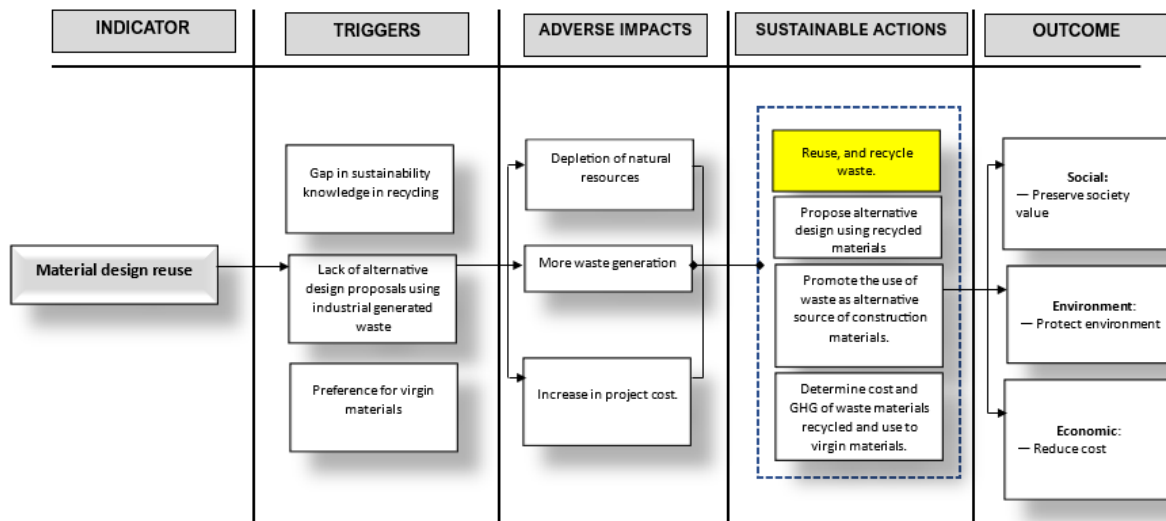 INDICATOR
TRIGGERS
ADVERSE IMPACTS
SUSTAINABLE ACTIONS
OUTCOME
Material design reuse
Gap in sustainability
knowledge in recycling
Lack of alternative
design proposals using
industrial generated
waste
Preference for virgin
materials
Depletion of natural
resources
More waste generation
Increase in project cost.
Reuse, and recycle
waste.
Propose alternative
design using recycled
materials
Promote the use of
waste as alternative
source of construction
materials.
Determine cost and
GHG of waste materials
recycled and use to
virgin materials.
Social:
— Preserve society
value
Environment:
— Protect environment
Economic:
— Reduce cost